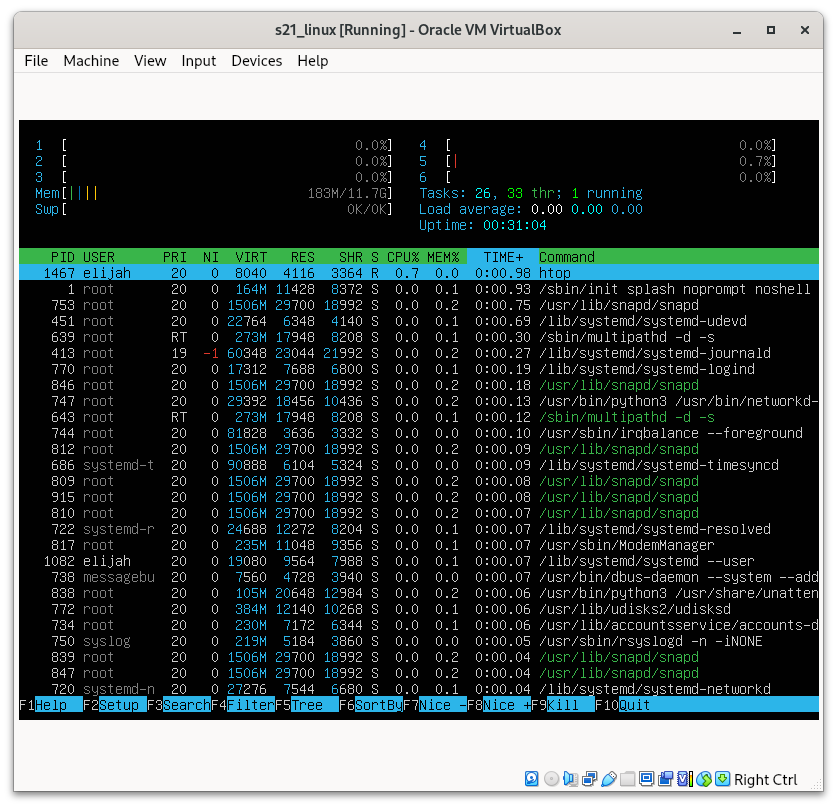 s21_linux [Running] - Oracle VM VirtualBox
File Machine View Input Devices Help
1 [ 0.0%] 4 [ 0.0%]
2 [ 0.0%] 5 [| 0.7%]
3 [ 0.0%] 6 [ 0.0%]
Mem[|||| 183M/11.7G] Tasks: 26, 33 thr; 1 running
Swp[ 0K/0K] Load average: 0.00 0.00 0.00
Uptime: 00:31:04
PID USER PRI NI VIRT RES SHR S CPU% MEM% TIME+ Command
1467 elijah 20 0 8040 4116 3364 R 0.7 0.0 0:00.98 htop
1 root 20 0 164M 11428 8372 S 0.0 0.1 0:00.93 /sbin/init splash noprompt noshell
753 root 20 0 1506M 29700 18992 S 0.0 0.2 0:00.75 /usr/lib/snapd/snapd
451 root 20 0 22764 6348 4140 S 0.0 0.1 0:00.69 /lib/systemd/systemd-udevd
639 root RT 0 273M 17948 8208 S 0.0 0.1 0:00.30 /sbin/multipathd -d -s
413 root 19 -1 60348 23044 21992 S 0.0 0.2 0:00.27 /lib/systemd/systemd-journald
770 root 20 0 17312 7688 6800 S 0.0 0.1 0:00.19 /lib/systemd/systemd-logind
846 root 20 0 1506M 29700 18992 S 0.0 0.2 0:00.18 /usr/lib/snapd/snapd
747 root 20 0 29392 18456 10436 S 0.0 0.2 0:00.13 /usr/bin/python3 /usr/bin/networkd-
643 root RT 0 273M 17948 8208 S 0.0 0.1 0:00.12 /sbin/multipathd -d -s
744 root 20 0 81828 3636 3332 S 0.0 0.0 0:00.10 /usr/sbin/irqbalance --foreground
812 root 20 0 1506M 29700 18992 S 0.0 0.2 0:00.09 /usr/lib/snapd/snapd
686 systemd-t 20 0 90888 6104 5324 S 0.0 0.0 0:00.09 /lib/systemd/systemd-timesyncd
809 root 20 0 1506M 29700 18992 S 0.0 0.2 0:00.08 /usr/lib/snapd/snapd
915 root 20 0 1506M 29700 18992 S 0.0 0.2 0:00.08 /usr/lib/snapd/snapd
810 root 20 0 1506M 29700 18992 S 0.0 0.2 0:00.08 /usr/lib/snapd/snapd
722 systemd-r 20 0 24688 12272 8204 S 0.0 0.1 0:00.07 /lib/systemd/systemd-resolved
817 root 20 0 235M 11048 9356 S 0.0 0.1 0:00.07 /usr/sbin/ModemManager
1082 elijah 20 0 19080 9564 7988 S 0.0 0.1 0:00.07 /lib/systemd/systemd --user
738 messagebu 20 0 7560 4728 3940 S 0.0 0.0 0:00.07 /usr/bin/dbus-daemon --system --add
838 root 20 0 105M 20648 12984 S 0.0 0.2 0:00.06 /usr/bin/python3 /usr/share/unatten
772 root 20 0 384M 12140 10268 S 0.0 0.1 0:00.06 /usr/lib/udisks2/udisksd
734 root 20 0 230M 7172 6344 S 0.0 0.1 0:00.06 /usr/lib/accountsservice/accounts-d
750 syslog 20 0 219M 5184 3860 S 0.0 0.0 0:00.05 /usr/sbin/rsyslogd -n -iNONE
839 root 20 0 1506M 29700 18992 S 0.0 0.2 0:00.04 /usr/lib/snapd/snapd
847 root 20 0 1506M 29700 18992 S 0.0 0.2 0:00.04 /usr/lib/snapd/snapd
720 systemd-n 20 0 27276 7544 6680 S 0.0 0.1 0:00.04 /lib/systemd/systemd-networkd
F1Help F2Setup F3SearchF4FilterF5Tree F6SortByF7Nice -F8Nice +F9Kill F10Quit
Right Ctrl